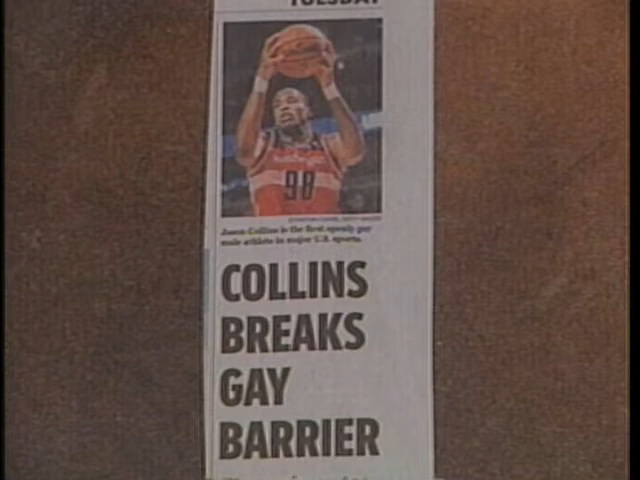 TUESDAY
98
Jason Collins is the first openly gay
male athlete in major U.S. sports.
COLLINS
BREAKS
GAY
BARRIER